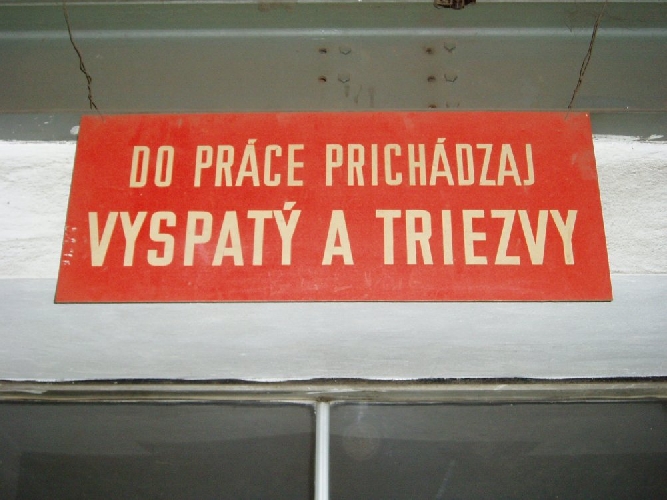 DO PRÁCE PRICHÁDZAJ
VYSPATÝ A TRIEZVY